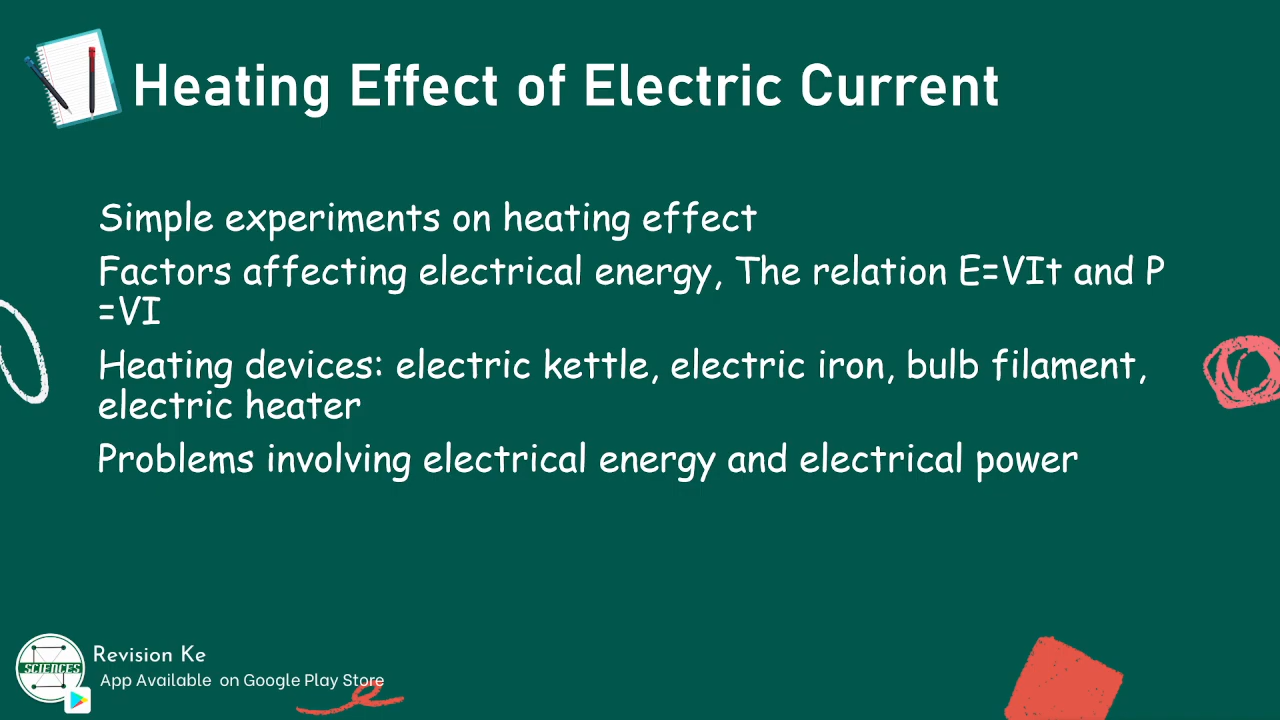 Heating Effect of Electric Current
Simple experiments on heating effect
Factors affecting electrical energy, The relation E=VIt and P
=VI
Heating devices: electric kettle, electric iron, bulb filament,
electric heater
Problems involving electrical energy and electrical power
SCIENCES
Revision Ke
App Available on Google Play Store